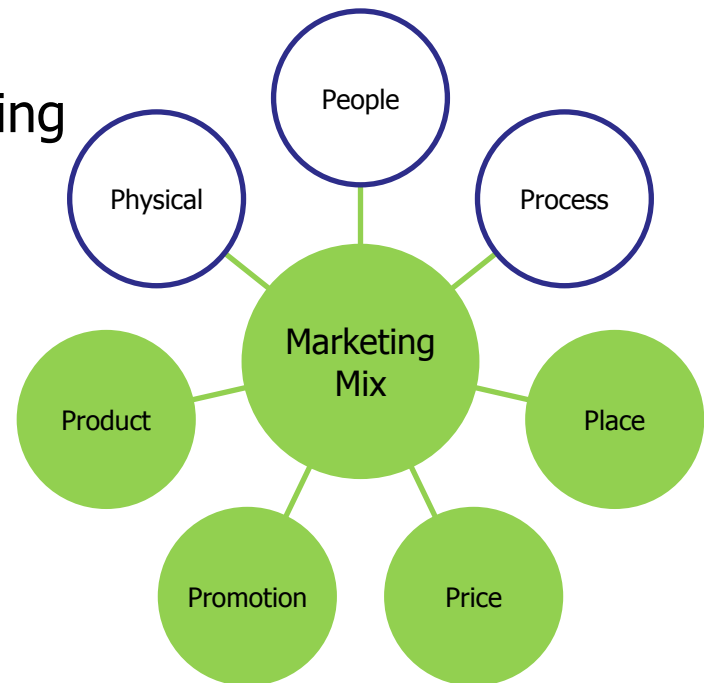 ing
People
Physical
Process
Marketing
Mix
Product
Place
Promotion
Price